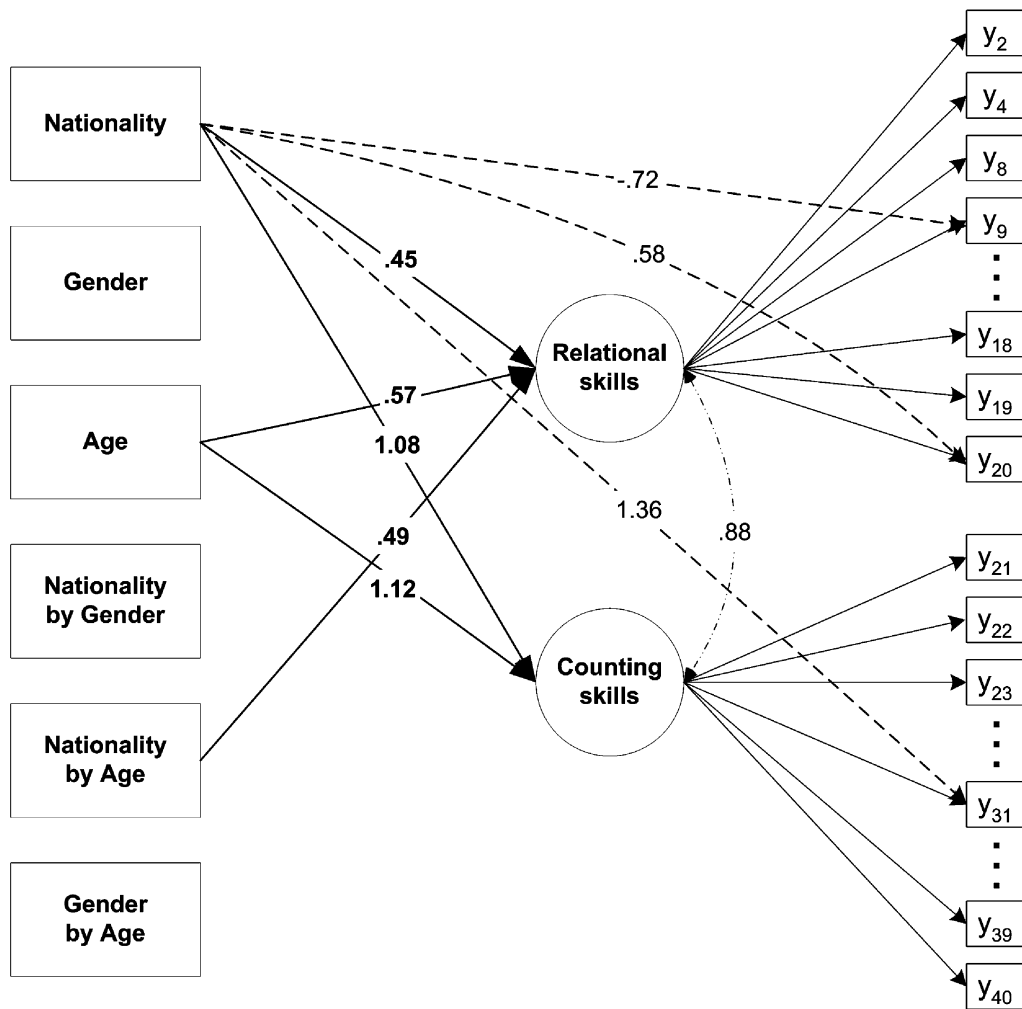 Nationality
Gender
Age
Nationality
by Gender
Nationality
by Age
Gender
by Age
-.72
.58
.45
.57
1.08
.49
1.12
1.36
.88
Relational
skills
Counting
skills
y2
y4
y8
y9
y18
y19
y20
y21
y22
y23
y31
y39
y40